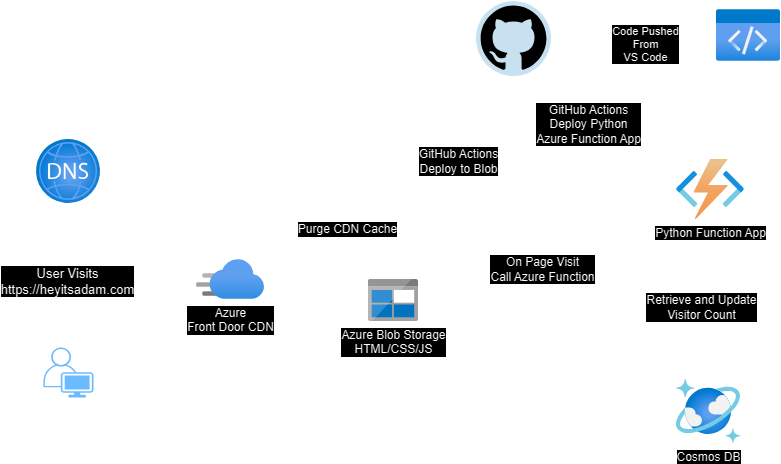 Code Pushed
From
VS Code
GitHub Actions
Deploy Python
Azure Function App
GitHub Actions
Deploy to Blob
DNS
Purge CDN Cache
Python Function App
User Visits
https://heyitsadam.com
On Page Visit
Call Azure Function
Azure
Front Door CDN
Retrieve and Update
Visitor Count
Azure Blob Storage
HTML/CSS/JS
Cosmos DB